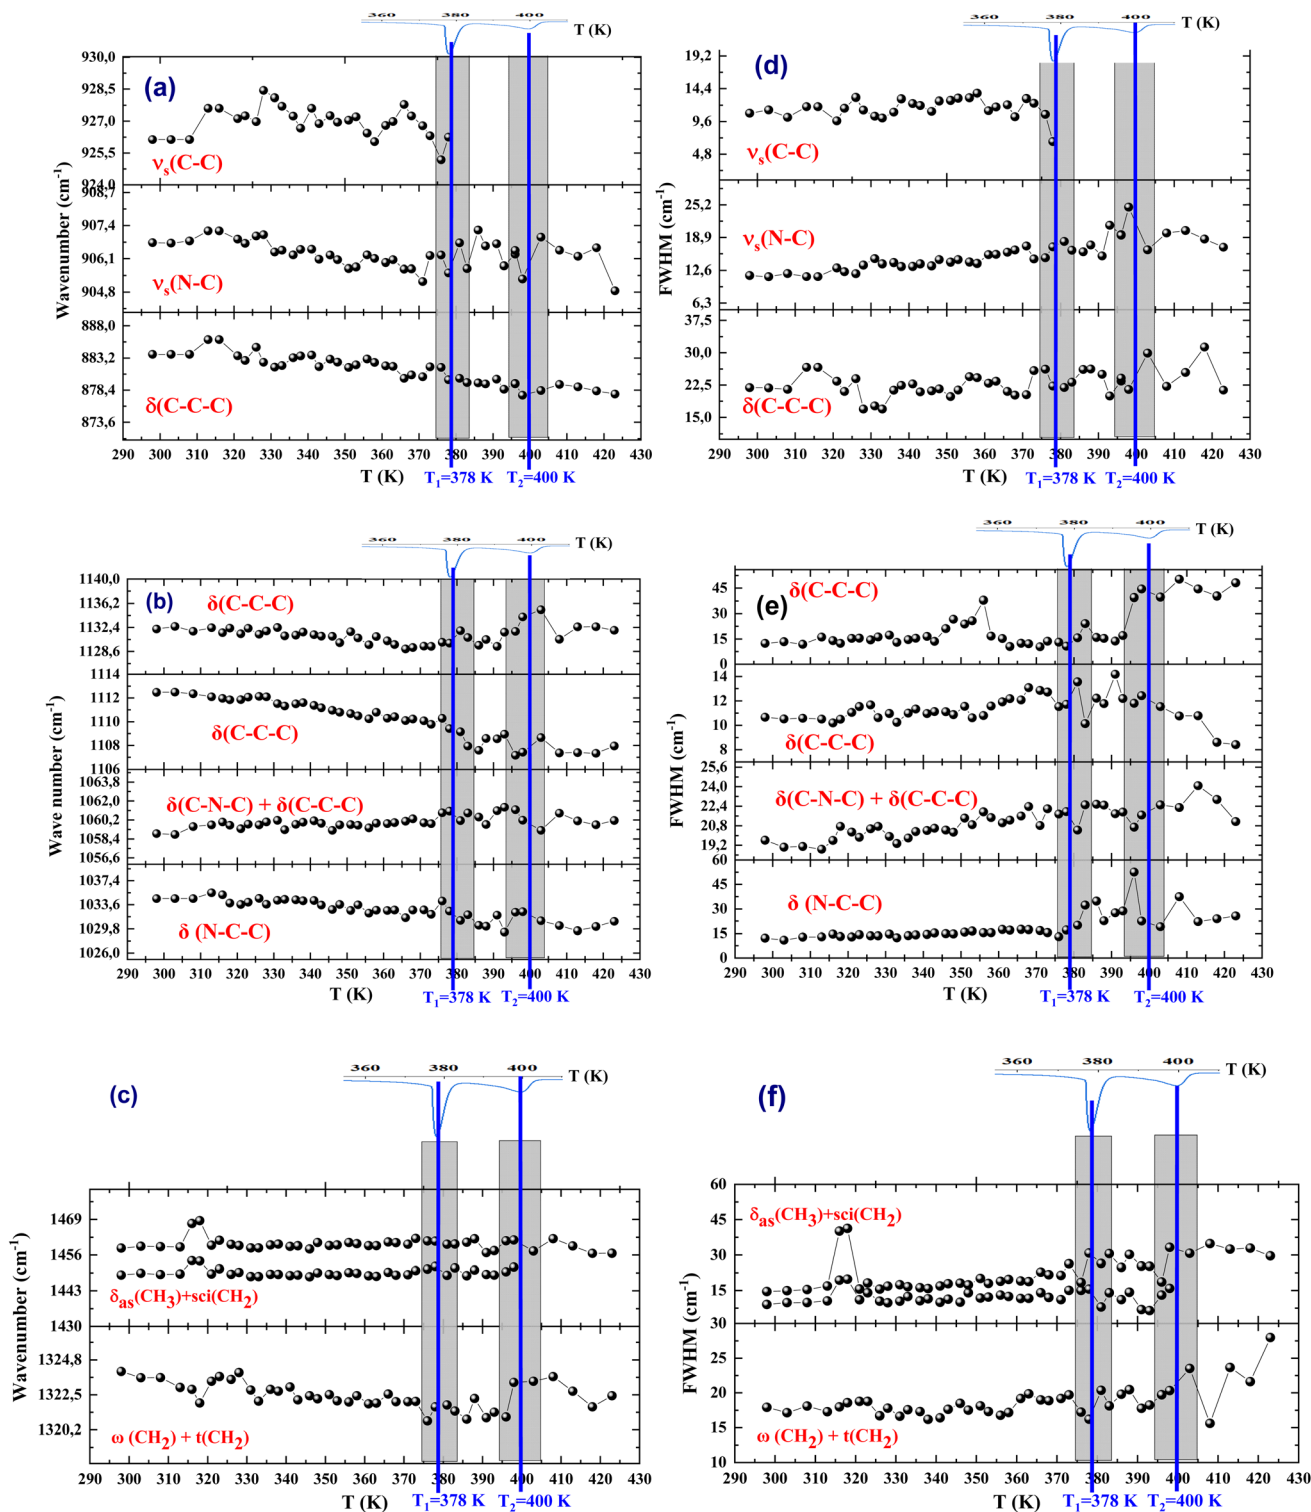 360 380 400
T (K)
(a)
930,0
928,5
927,0
925,5
924,0
νs(C-C)
908,7
907,4
906,1
904,8
νs(N-C)
888,0
883,2
878,4
873,6
δ(C-C-C)
Wavenumber (cm-1)
290 300 310 320 330 340 350 360 370 380 390 400 410 420 430
T (K)
T1=378 K T2=400 K
360 380 400
T (K)
(d)
19,2
14,4
9,6
4,8
νs(C-C)
25,2
18,9
12,6
6,3
νs(N-C)
37,5
30,0
22,5
15,0
δ(C-C-C)
FWHM (cm-1)
290 300 310 320 330 340 350 360 370 380 390 400 410 420 430
T (K)
T1=378 K T2=400 K
360 380 400
T (K)
(b)
1140,0
1136,2
1132,4
1128,6
δ(C-C-C)
1114
1112
1110
1108
1106
δ(C-C-C)
1063,8
1062,0
1060,2
1058,4
1056,6
δ(C-N-C) + δ(C-C-C)
1037,4
1033,6
1029,8
1026,0
δ (N-C-C)
Wave number (cm-1)
290 300 310 320 330 340 350 360 370 380 390 400 410 420 430
T (K)
T1=378 K T2=400 K
360 380 400
T (K)
(e)
45
30
15
0
δ(C-C-C)
14
12
10
8
δ(C-C-C)
25,6
24,0
22,4
20,8
19,2
δ(C-N-C) + δ(C-C-C)
60
45
30
15
0
δ (N-C-C)
FWHM (cm-1)
290 300 310 320 330 340 350 360 370 380 390 400 410 420 430
T (K)
T1=378 K T2=400 K
360 380 400
T (K)
(c)
1469
1456
1443
1430
δas(CH3)+sci(CH2)
1324,8
1322,5
1320,2
ω (CH2) + t(CH2)
Wavenumber (cm-1)
290 300 310 320 330 340 350 360 370 380 390 400 410 420 430
T (K)
T1=378 K T2=400 K
360 380 400
T (K)
(f)
60
45
30
15
δas(CH3)+sci(CH2)
30
25
20
15
10
ω (CH2) + t(CH2)
FWHM (cm-1)
290 300 310 320 330 340 350 360 370 380 390 400 410 420 430
T (K)
T1=378 K T2=400 K